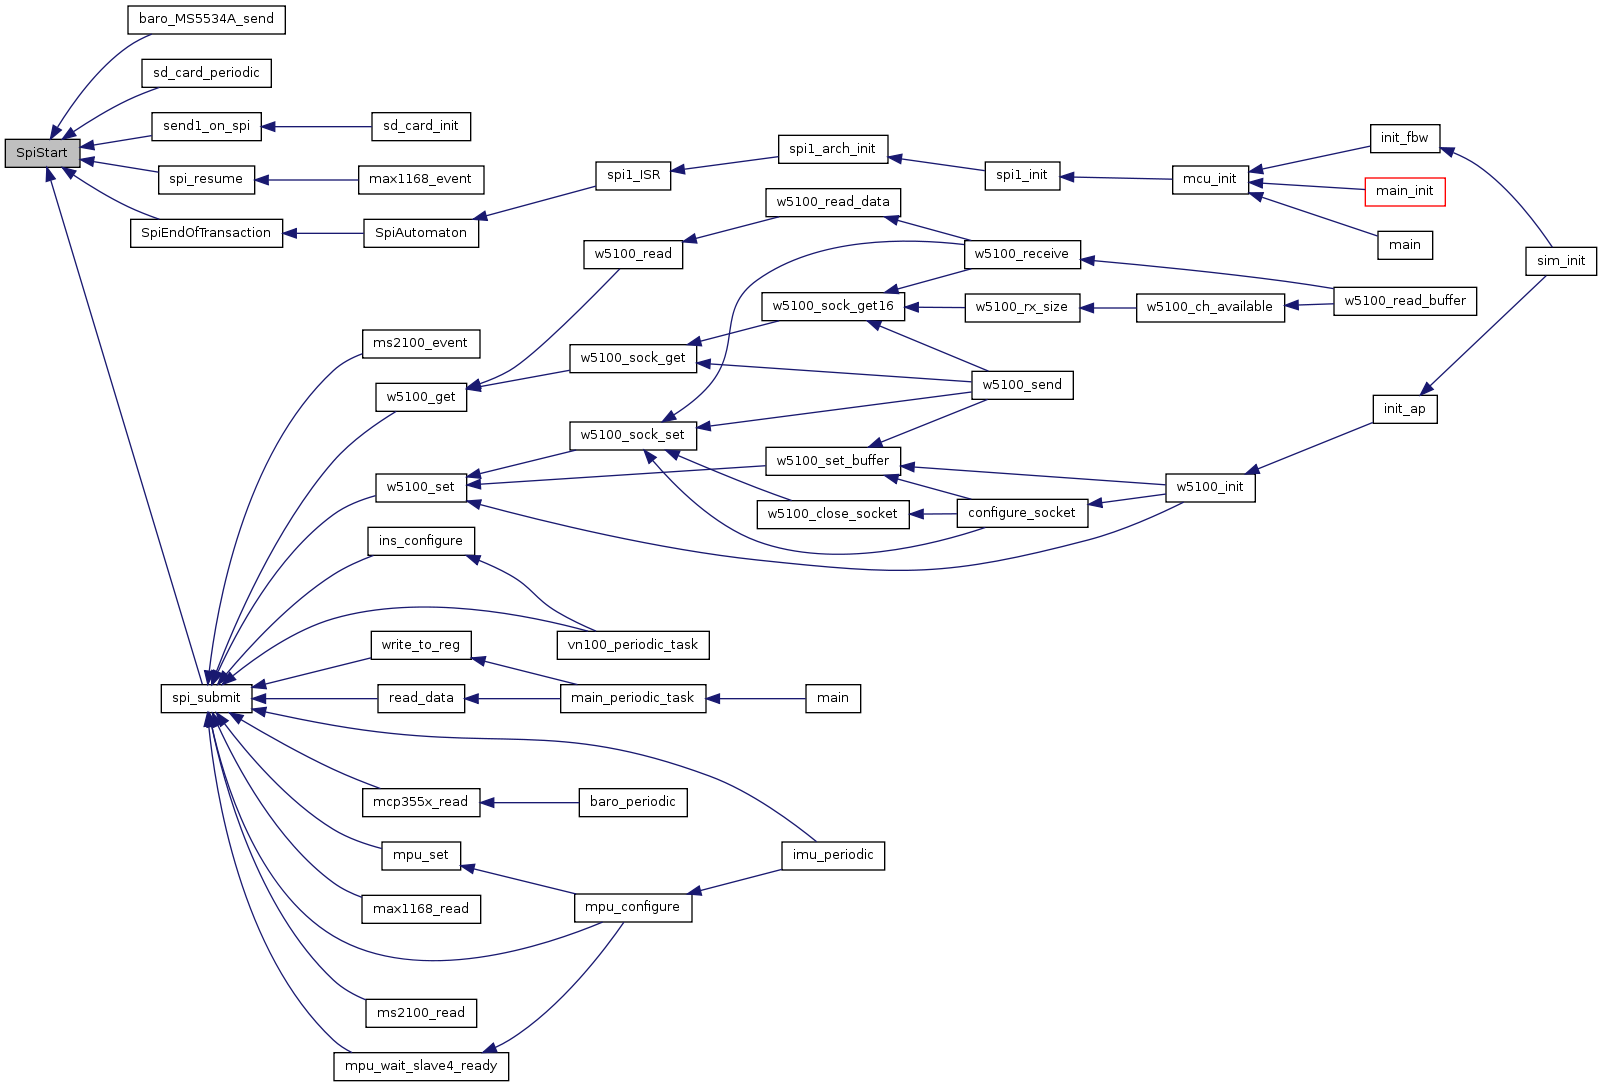 baro_MS5534A_send
sd_card_periodic
send1_on_spi
sd_card_init
SpiStart
spi_resume
max1168_event
SpiEndOfTransaction
SpiAutomaton
spi1_ISR
spi1_arch_init
spi1_init
mcu_init
init_fbw
main_init
main
sim_init
w5100_read_data
w5100_read
w5100_receive
w5100_sock_get16
w5100_rx_size
w5100_ch_available
w5100_read_buffer
ms2100_event
w5100_sock_get
w5100_get
w5100_send
init_ap
w5100_sock_set
w5100_set_buffer
w5100_set
w5100_init
w5100_close_socket
configure_socket
ins_configure
vn100_periodic_task
write_to_reg
spi_submit
read_data
main_periodic_task
main
mcp355x_read
baro_periodic
mpu_set
imu_periodic
max1168_read
mpu_configure
ms2100_read
mpu_wait_slave4_ready